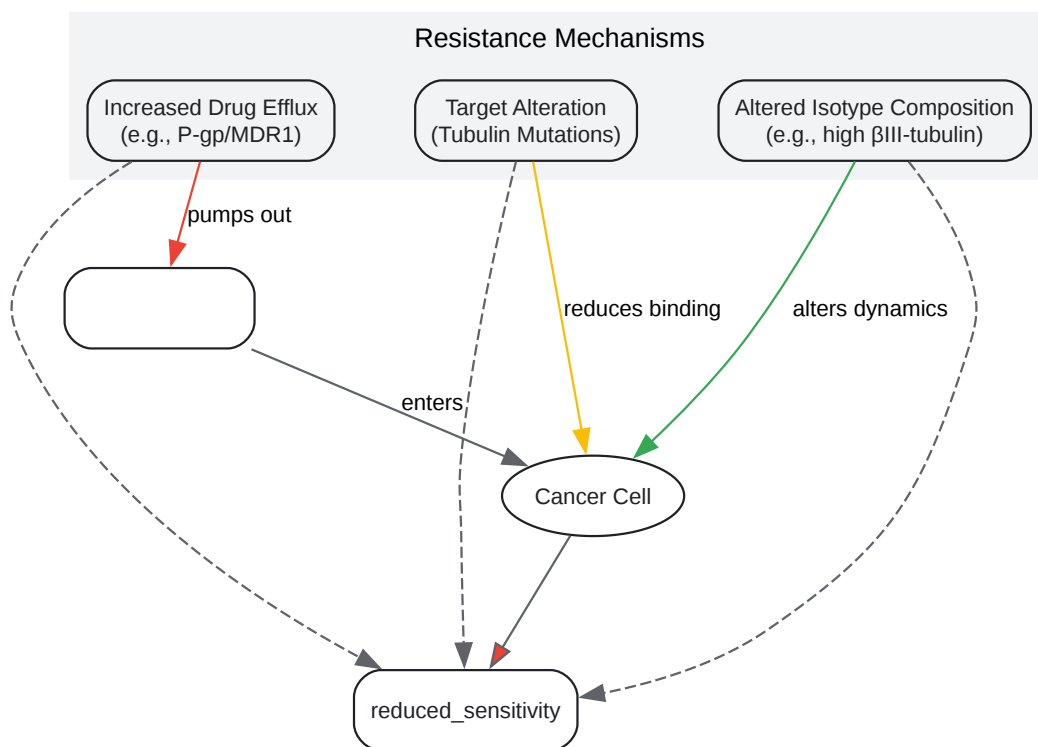 Resistance Mechanisms
Increased Drug Efflux
(e.g., P-gp/MDR1)
Target Alteration
(Tubulin Mutations)
Altered Isotype Composition
(e.g., high βIII-tubulin)
pumps out
reduces binding
alters dynamics
enters
Cancer Cell
reduced_sensitivity